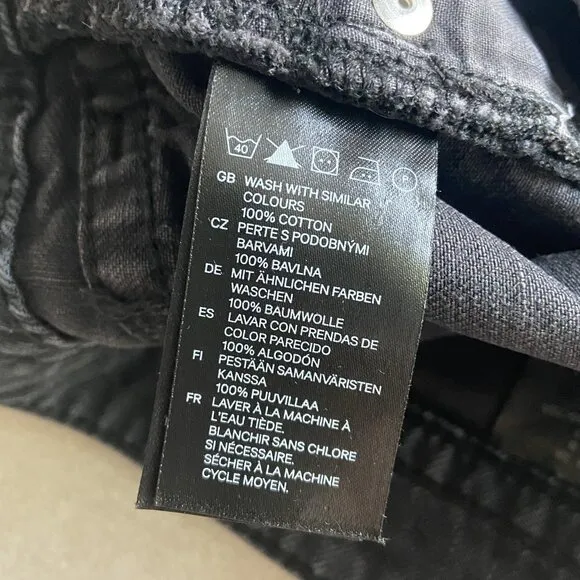 40
P
GB WASH WITH SIMILAR
COLOURS
100% COTTON
CZ PERTE S PODOBNÝMI
BARVAMI
100% BAVLNA
DE MIT ÄHNLICHEN FARBEN
WASCHEN
100% BAUMWOLLE
ES LAVAR CON PRENDAS DE
COLOR PARECIDO
100% ALGODÓN
FI PESTÄÄN SAMANVÄRISTEN
KANSSA
100% PUUVILLAA
FR LAVER À LA MACHINE À
L'EAU TIÈDE.
BLANCHIR SANS CHLORE
SI NÉCESSAIRE.
SÉCHER À LA MACHINE
CYCLE MOYEN.